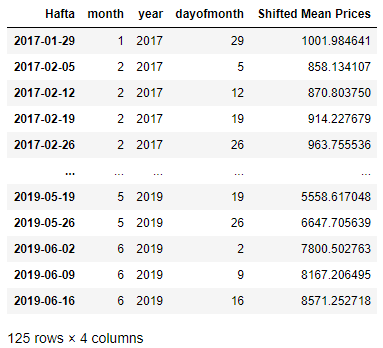 Hafta month year dayofmonth Shifted Mean Prices
2017-01-29 1 2017 29 1001.984641
2017-02-05 2 2017 5 858.134107
2017-02-12 2 2017 12 870.803750
2017-02-19 2 2017 19 914.227679
2017-02-26 2 2017 26 963.755536
... ... ... ... ...
2019-05-19 5 2019 19 5558.617048
2019-05-26 5 2019 26 6647.705639
2019-06-02 6 2019 2 7800.502763
2019-06-09 6 2019 9 8167.206495
2019-06-16 6 2019 16 8571.252718
125 rows × 4 columns